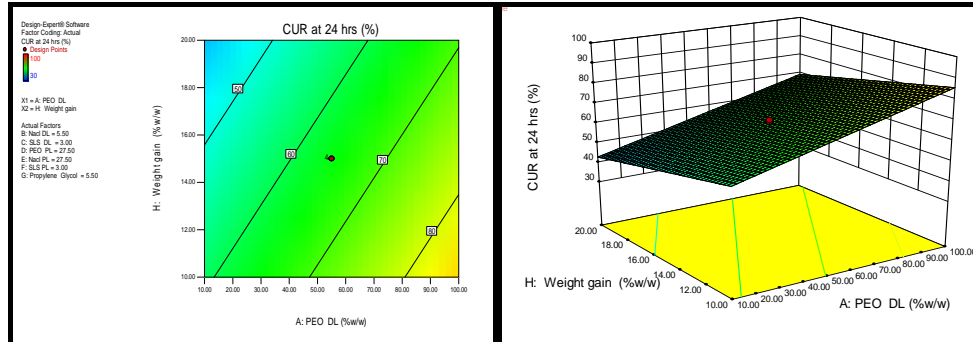 Design-Expert® Software
Factor Coding: Actual
CUR at 24 hrs (%)
Design Points
100
30
X1 = A: PEO DL
X2 = H: Weight gain
Actual Factors
B: Nacl DL = 5.50
C: SLS DL = 3.00
D: PEO PL = 27.50
E: Nacl PL = 27.50
F: SLS PL = 3.00
G: Propylene Glycol = 5.50
CUR at 24 hrs (%)
20.00
18.00
16.00
14.00
12.00
10.00
H: Weight gain (%w/w)
50
60
4
70
80
10.00 20.00 30.00 40.00 50.00 60.00 70.00 80.00 90.00 100.00
A: PEO DL (%w/w)
100
90
80
70
60
50
40
30
CUR at 24 hrs (%)
20.00
18.00
16.00
14.00
12.00
10.00
H: Weight gain (%w/w)
10.00 20.00 30.00 40.00 50.00 60.00 70.00 80.00 90.00 100.00
A: PEO DL (%w/w)